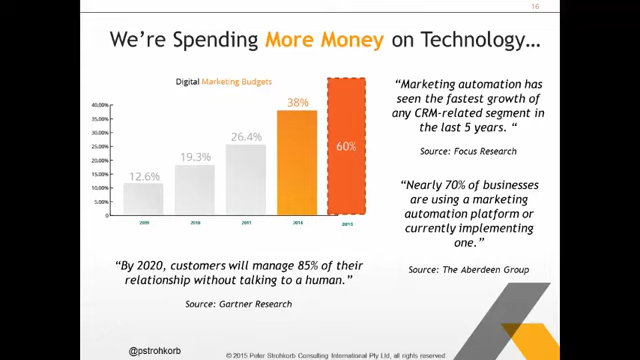 16
We're Spending More Money on Technology…
Digital Marketing Budgets
40.00%
35.00%
30.00%
25.00%
20.00%
15.00%
10.00%
5.00%
0
12.6%
19.3%
26.4%
38%
60%
2009
2010
2011
2014
2015
“Marketing automation has
seen the fastest growth of
any CRM-related segment in
the last 5 years. “
Source: Focus Research
“Nearly 70% of businesses
are using a marketing
automation platform or
currently implementing
one.”
Source: The Aberdeen Group
“By 2020, customers will manage 85% of their
relationship without talking to a human.”
Source: Gartner Research
@pstrohkorb
© 2015 Peter Strohkorb Consulting International Pty Ltd, all rights reserved